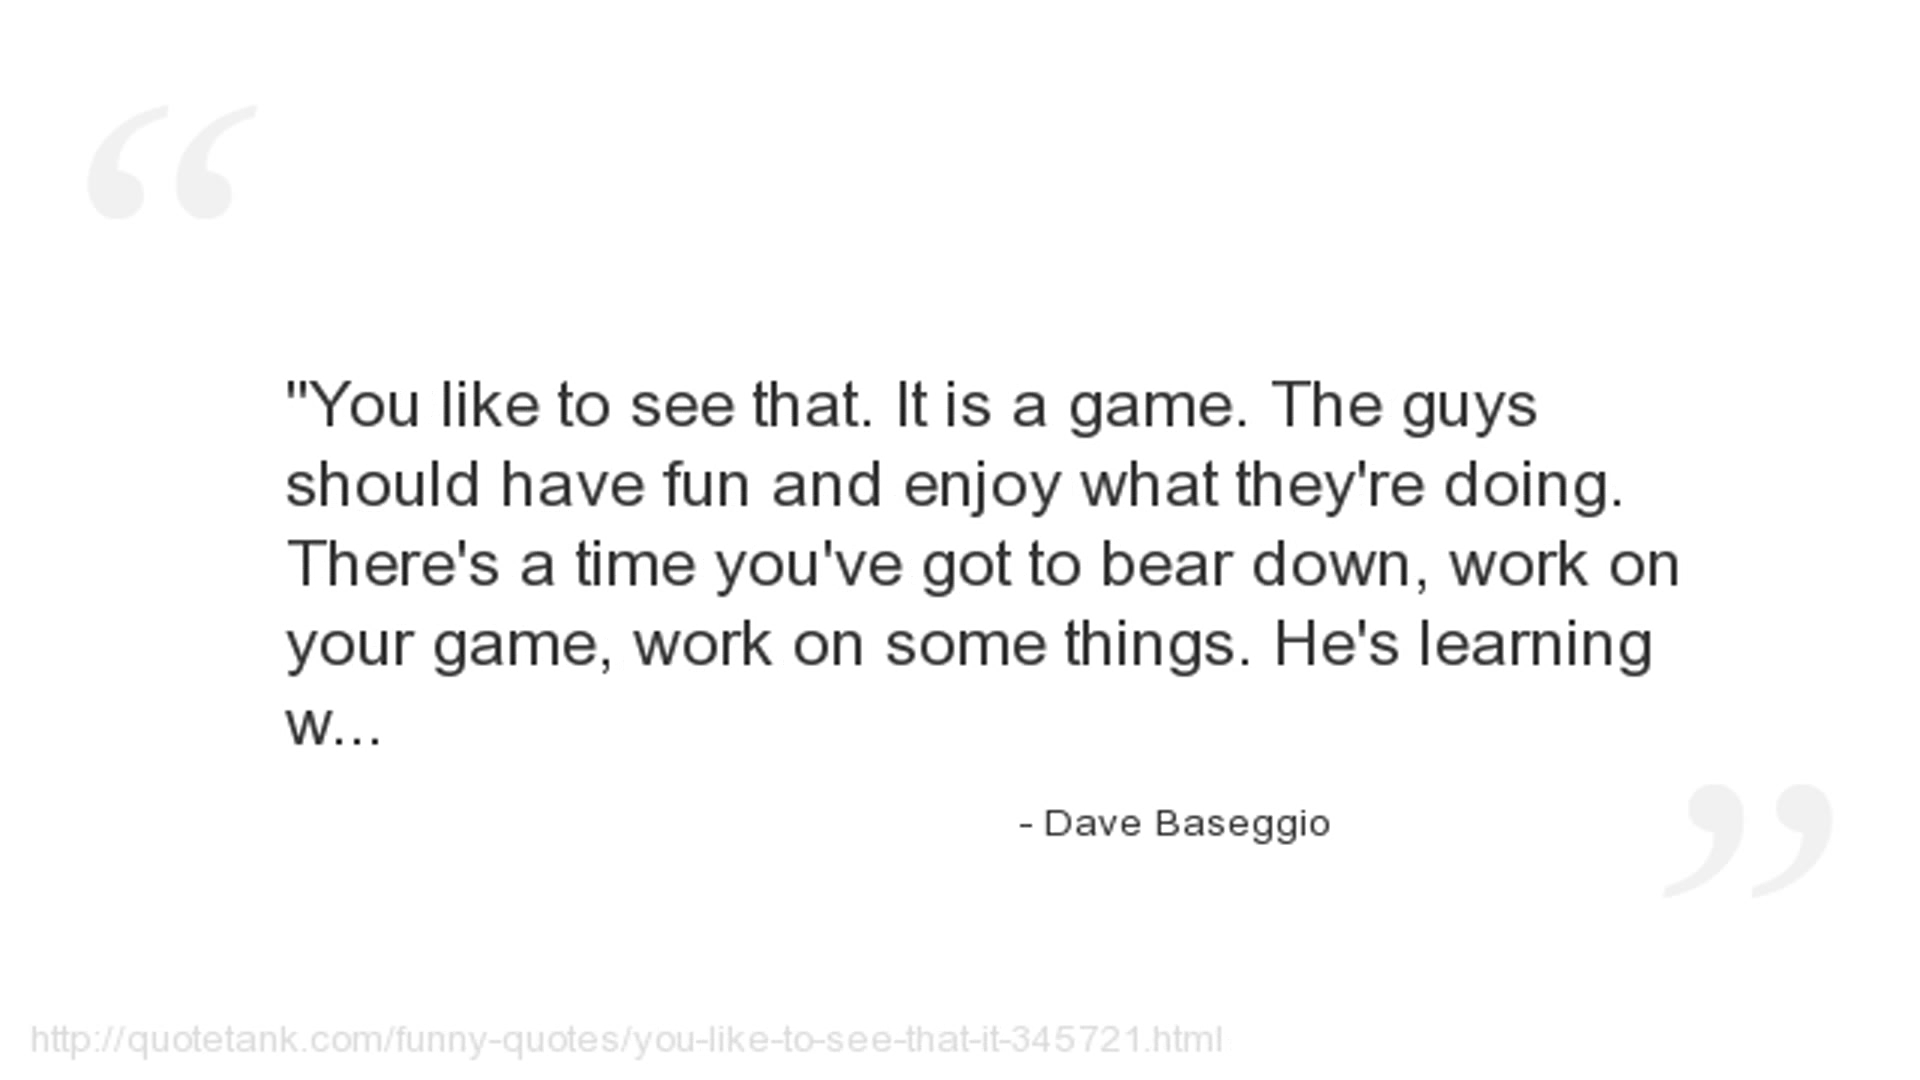 "You like to see that. It is a game. The guys
should have fun and enjoy what they're doing.
There's a time you've got to bear down, work on
your game, work on some things. He's learning
w...
- Dave Baseggio
http://quotetank.com/funny-quotes/you-like-to-see-that-it-345721.html